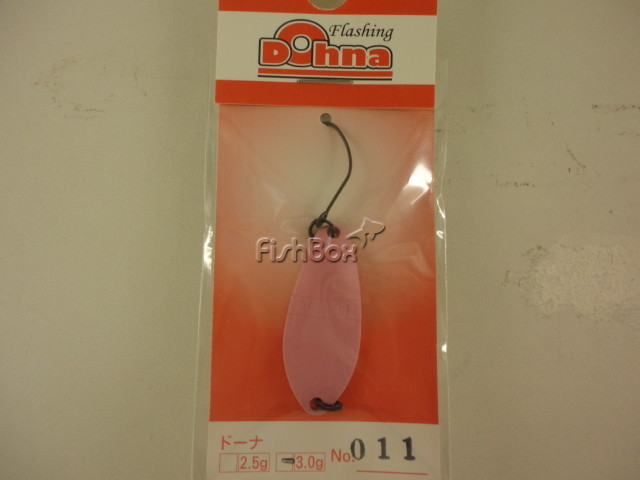 Flashing
Dohna
FishBox
ドーナ
2.5g 3.0g No. 011